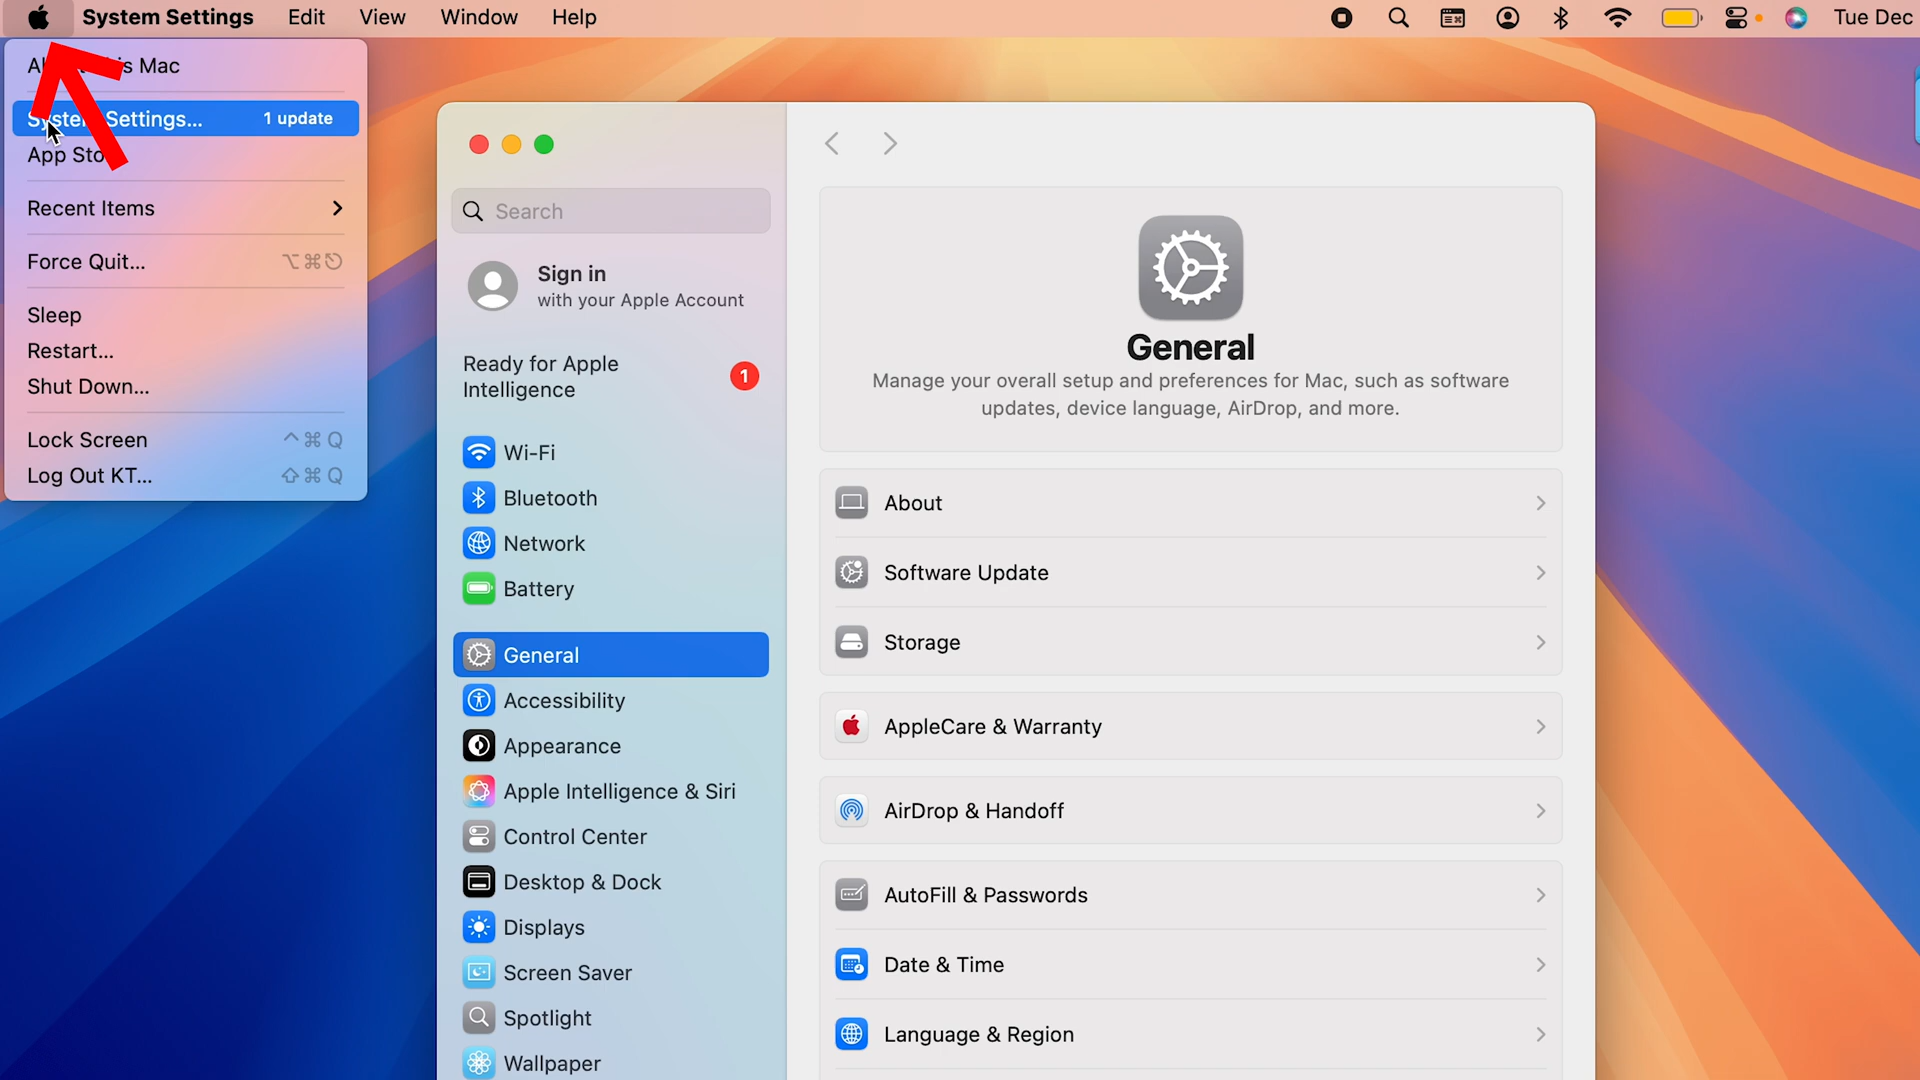 System Settings Edit View Window Help Tue Dec
Mac
Settings... 1 update
App
Recent Items
Force Quit... ⌥⌘⎋
Sleep
Restart...
Shut Down...
Lock Screen ^⌘Q
Log Out KT... ⇧⌘Q
Search
Sign in
with your Apple Account
Ready for Apple
Intelligence
1
Wi-Fi
Bluetooth
Network
Battery
General
Accessibility
Appearance
Apple Intelligence & Siri
Control Center
Desktop & Dock
Displays
Screen Saver
Spotlight
Wallpaper
General
Manage your overall setup and preferences for Mac, such as software
updates, device language, AirDrop, and more.
About
Software Update
Storage
AppleCare & Warranty
AirDrop & Handoff
AutoFill & Passwords
Date & Time
Language & Region